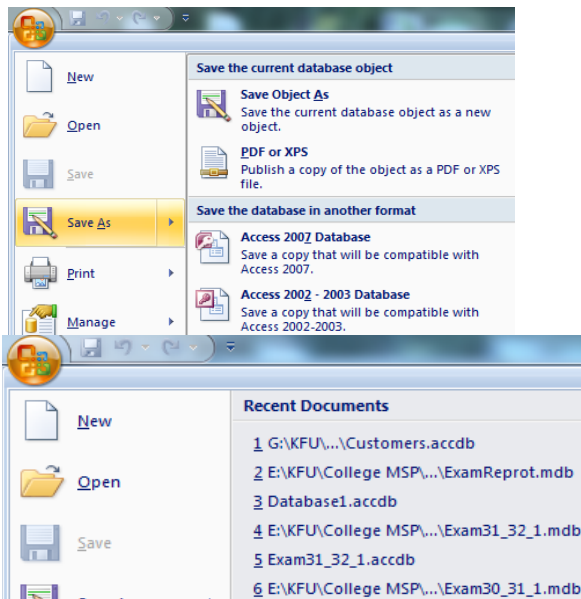 New
Open
Save
Save As
Print
Manage
Save the current database object
Save Object As
Save the current database object as a new
object.
PDF or XPS
Publish a copy of the object as a PDF or XPS
file.
Save the database in another format
Access 2007 Database
Save a copy that will be compatible with
Access 2007.
Access 2002 - 2003 Database
Save a copy that will be compatible with
Access 2002-2003.
New
Open
Save
Recent Documents
1 G:\KFU\...\Customers.accdb
2 E:\KFU\College MSP\...\ExamReprot.mdb
3 Database1.accdb
4 E:\KFU\College MSP\...\Exam31_32_1.mdb
5 Exam31_32_1.accdb
6 E:\KFU\College MSP\...\Exam30_31_1.mdb